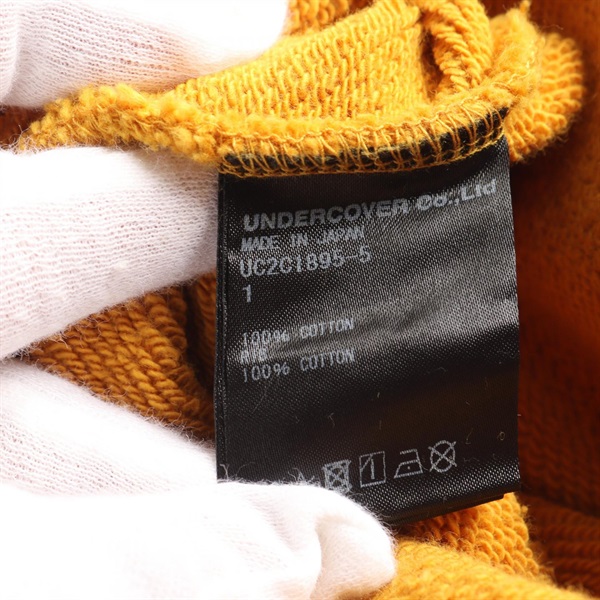 UNDERCOVER Co.,Ltd
MADE IN JAPAN
UC2C1895-5
1
100% COTTON
RIB
100% COTTON